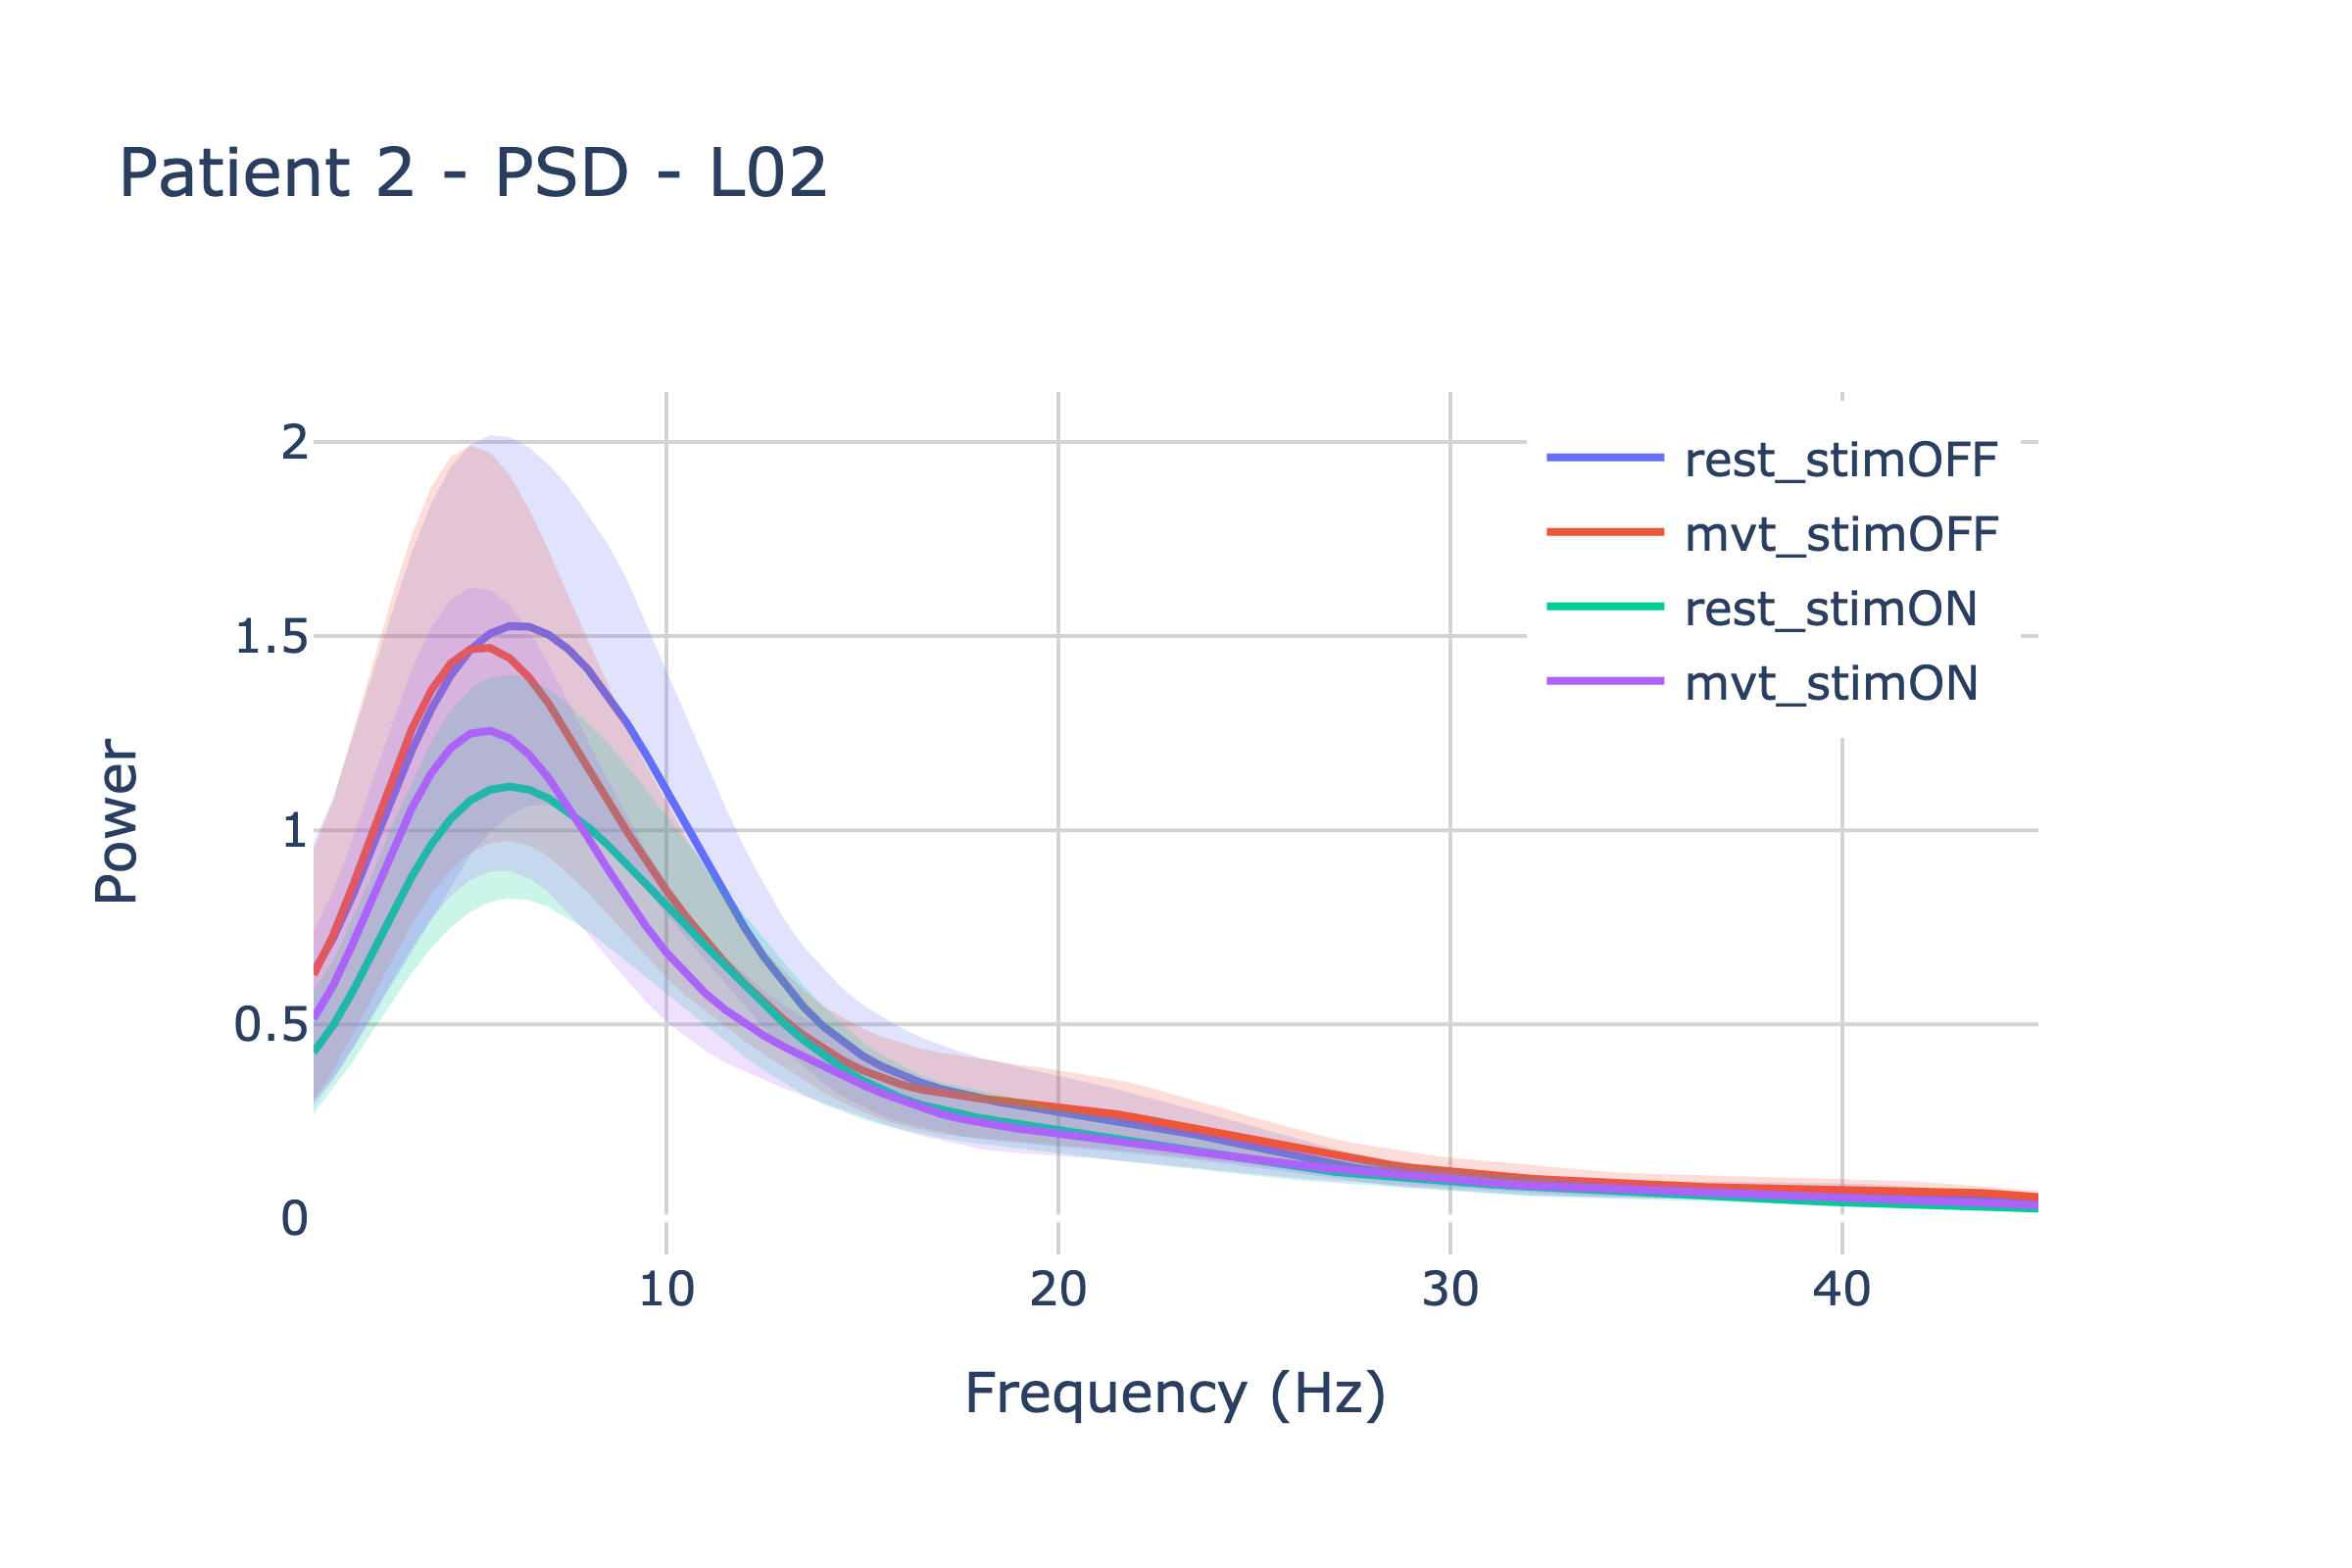 Patient 2 - PSD - L02
rest_stimOFF
mvt_stimOFF
rest_stimON
mvt_stimON
Power
2
1.5
1
0.5
0
10 20 30 40
Frequency (Hz)